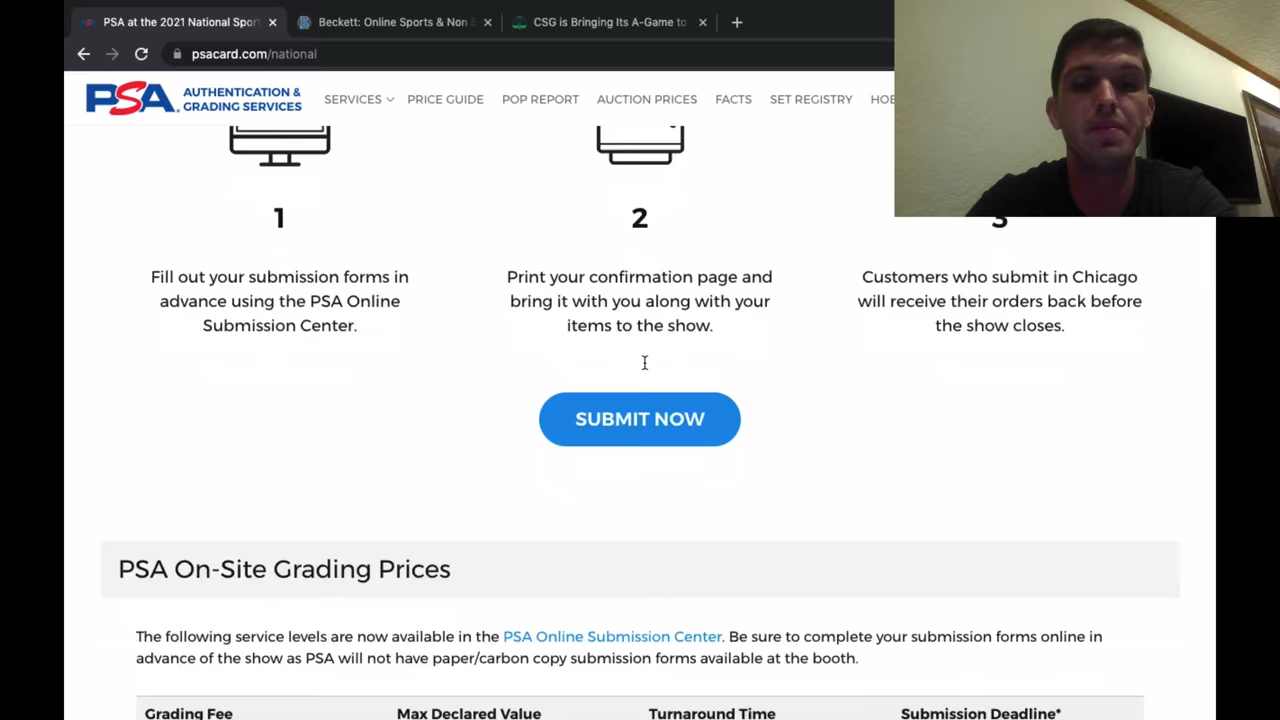 PSA at the 2021 National Spor
Beckett: Online Sports & Non S
CSG is Bringing Its A-Game to
psacard.com/national
PSA AUTHENTICATION & GRADING SERVICES
SERVICES PRICE GUIDE POP REPORT AUCTION PRICES FACTS SET REGISTRY HOE
1
Fill out your submission forms in
advance using the PSA Online
Submission Center.
2
Print your confirmation page and
bring it with you along with your
items to the show.
3
Customers who submit in Chicago
will receive their orders back before
the show closes.
SUBMIT NOW
PSA On-Site Grading Prices
The following service levels are now available in the PSA Online Submission Center. Be sure to complete your submission forms online in
advance of the show as PSA will not have paper/carbon copy submission forms available at the booth.
Grading Fee Max Declared Value Turnaround Time Submission Deadline*